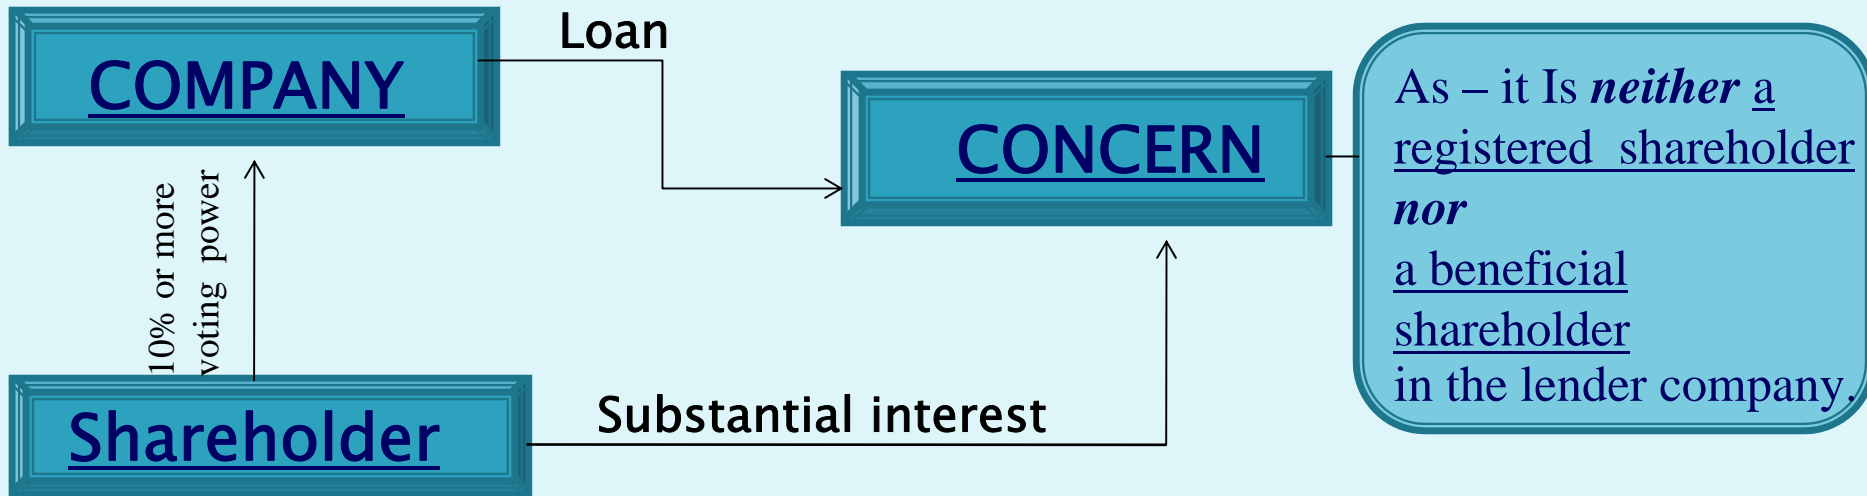 Loan
COMPANY
CONCERN
As – it Is neither a
registered shareholder
nor
a beneficial
shareholder
in the lender company.
10% or more
voting power
Substantial interest
Shareholder